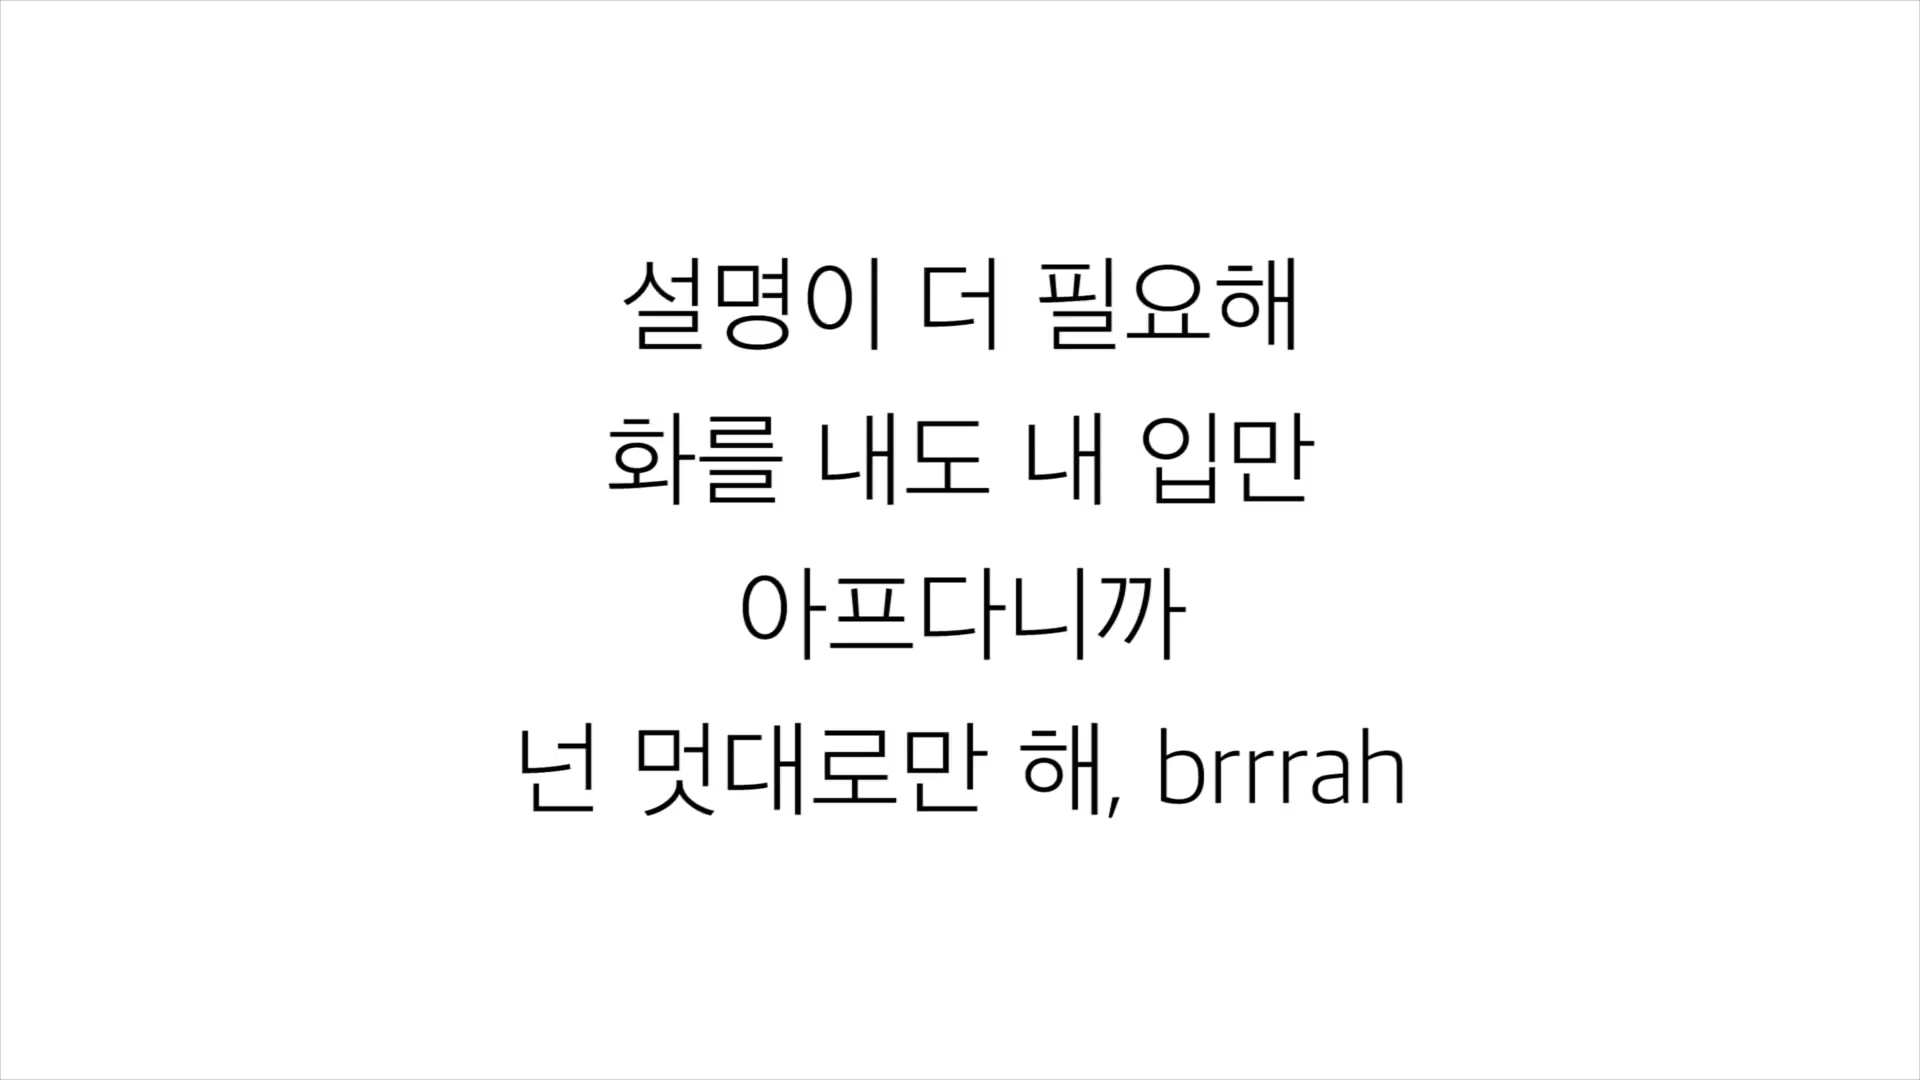 설명이 더 필요해
화를 내도 내 입만
아프다니까
넌 멋대로만 해, brrrah